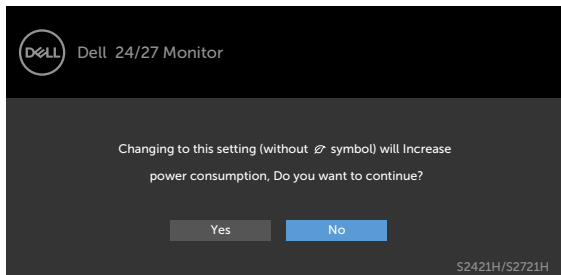 DELL
Dell 24/27 Monitor
Changing to this setting (without symbol) will Increase
power consumption, Do you want to continue?
Yes
No
S2421H/S2721H